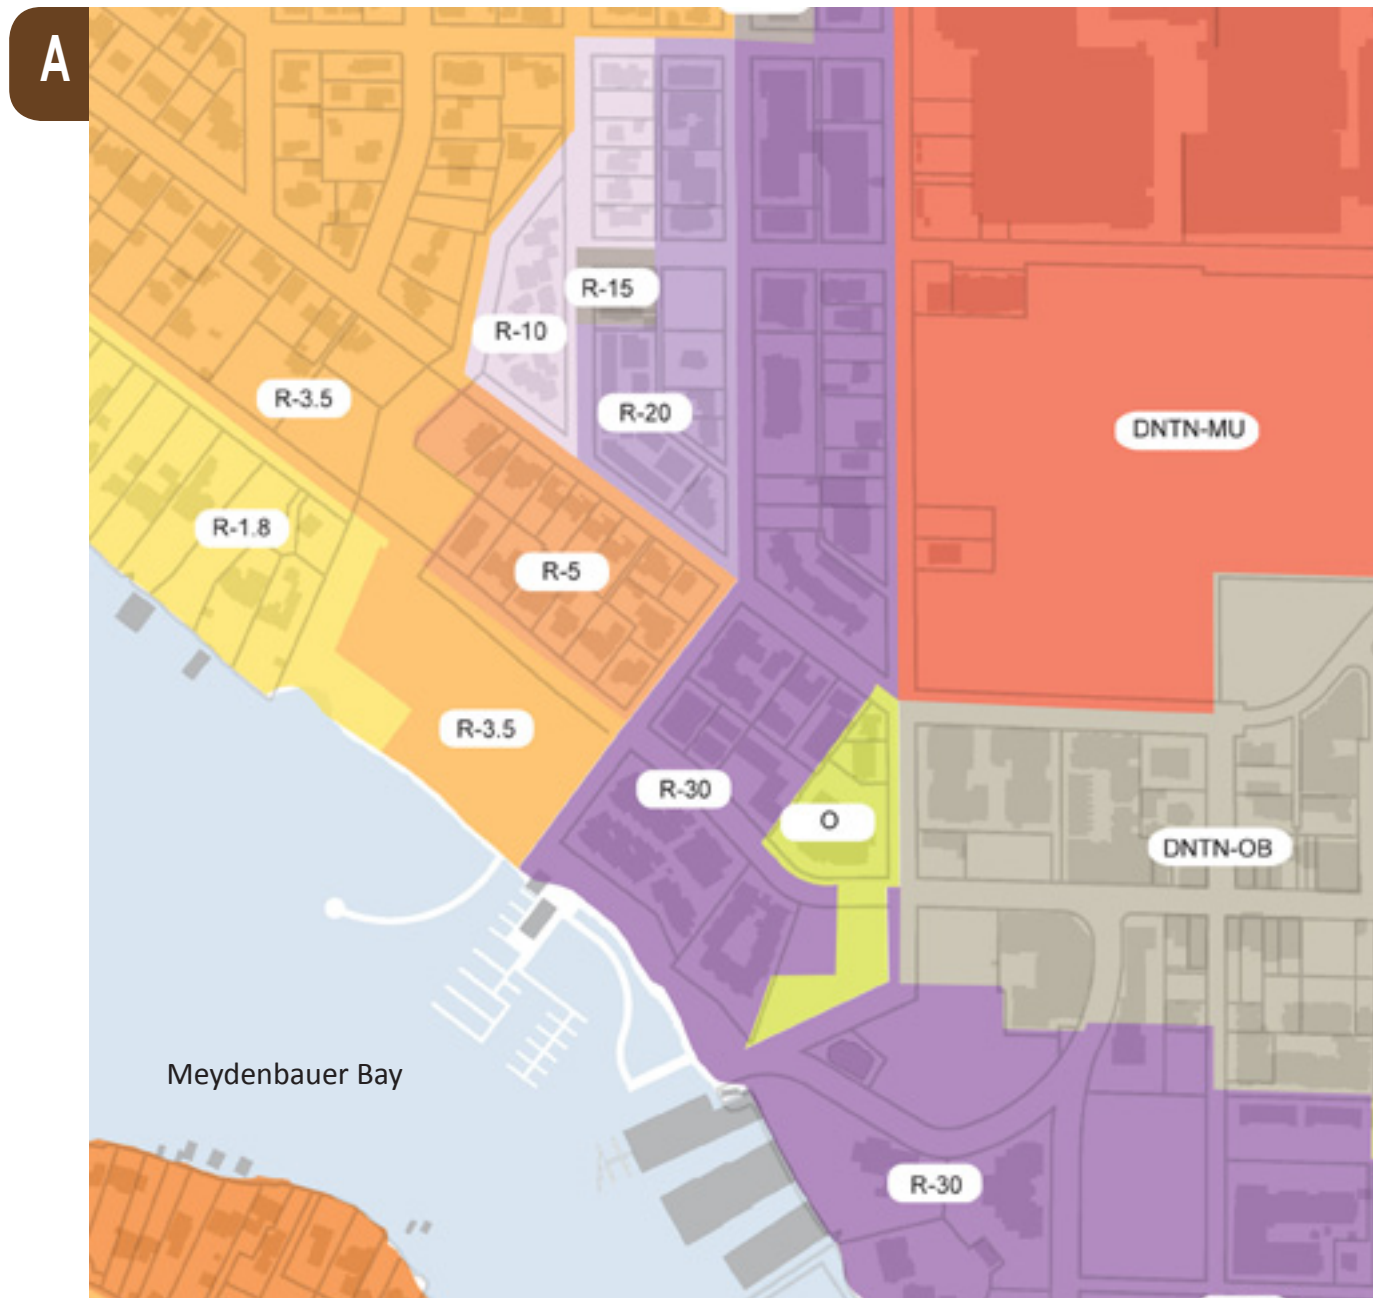 A
R-15
R-10
R-3.5
R-20
DNTN-MU
R-1.8
R-5
R-3.5
R-30
O
DNTN-OB
Meydenbauer Bay
R-30